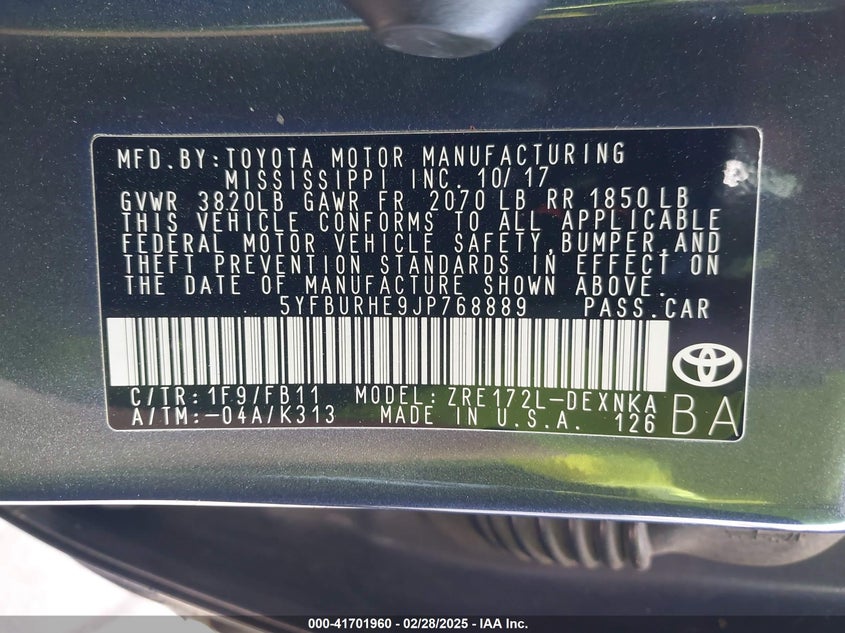 MFD.BY:TOYOTA MOTOR MANUFACTURING
MISSISSIPPI INC. 10/17
GVWR 3820LB GAWR FR 2070 LB RR 1850 LB
THIS VEHICLE CONFORMS TO ALL APPLICABLE
FEDERAL MOTOR VEHICLE SAFETY,BUMPER,AND
THEFT PREVENTION STANDARDS IN EFFECT ON
THE DATE OF MANUFACTURE SHOWN ABOVE.
5YFBURHE9JP768889 PASS.CAR
C/TR:1F9/FB11 MODEL:ZRE172L-DEXNKA
A/TM:-04A/K313 MADE IN U.S.A. 126 BA
000-41701960 - 02/28/2025 - IAA Inc.